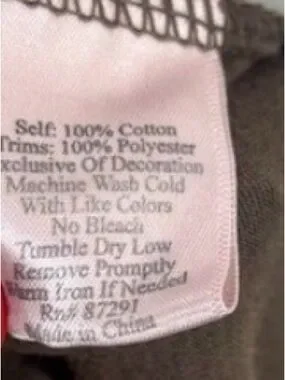 Self: 100% Cotton
Trims: 100% Polyester
xclusive Of Decoration
Machine Wash Cold
With Like Colors
No Bleach
Tumble Dry Low
Remove Promptly
Warm Iron If Needed
Rn# 87291
Made in China